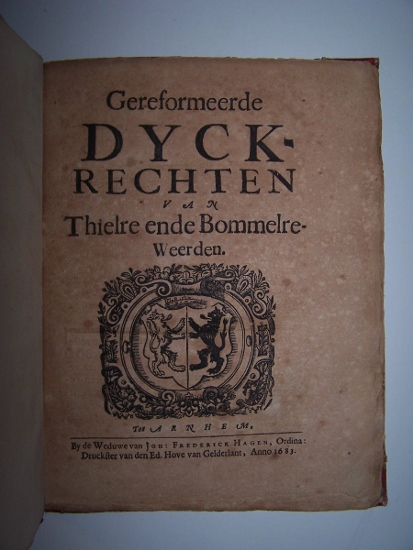 Gereformeerde
DYCK-
RECHTEN
VAN
Thielre ende Bommelre-
Weerden.
Tot ARNHEM,
By de Weduwe van JOH: FREDERICK HAGEN, Ordina:
Druckster van den Ed. Hove van Gelderlant, Anno 1683.